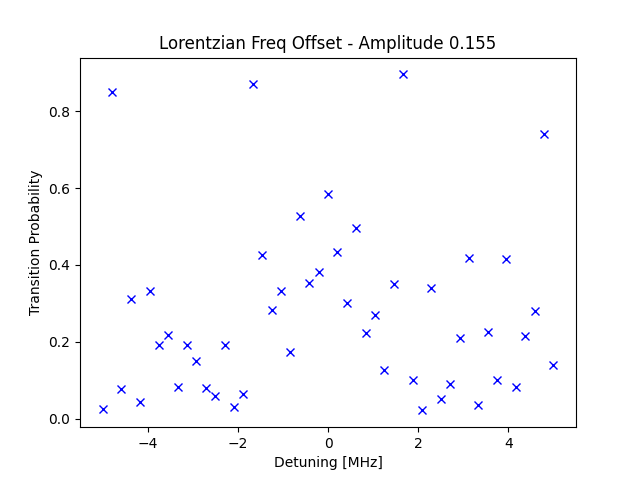 Lorentzian Freq Offset - Amplitude 0.155
Transition Probability
0.8
0.6
0.4
0.2
0.0
−4 −2 0 2 4
Detuning [MHz]